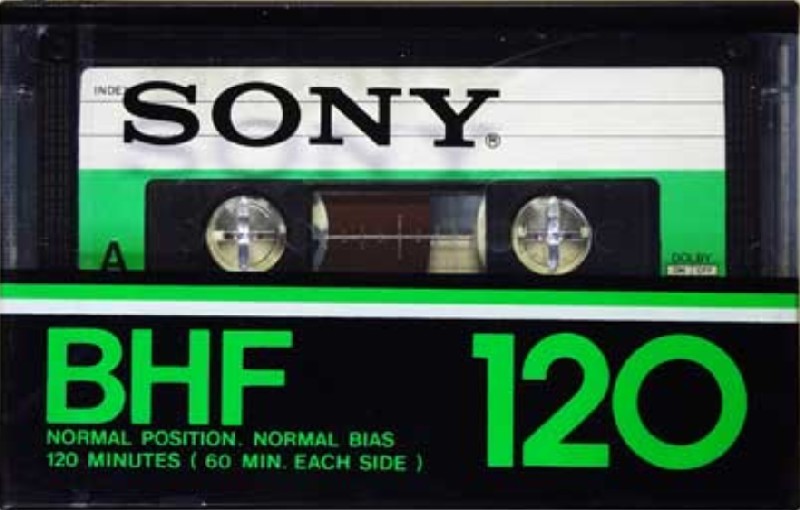 INDEX
SONY®
A
DOLBY
ON OFF
BHF 120
NORMAL POSITION. NORMAL BIAS
120 MINUTES ( 60 MIN. EACH SIDE )